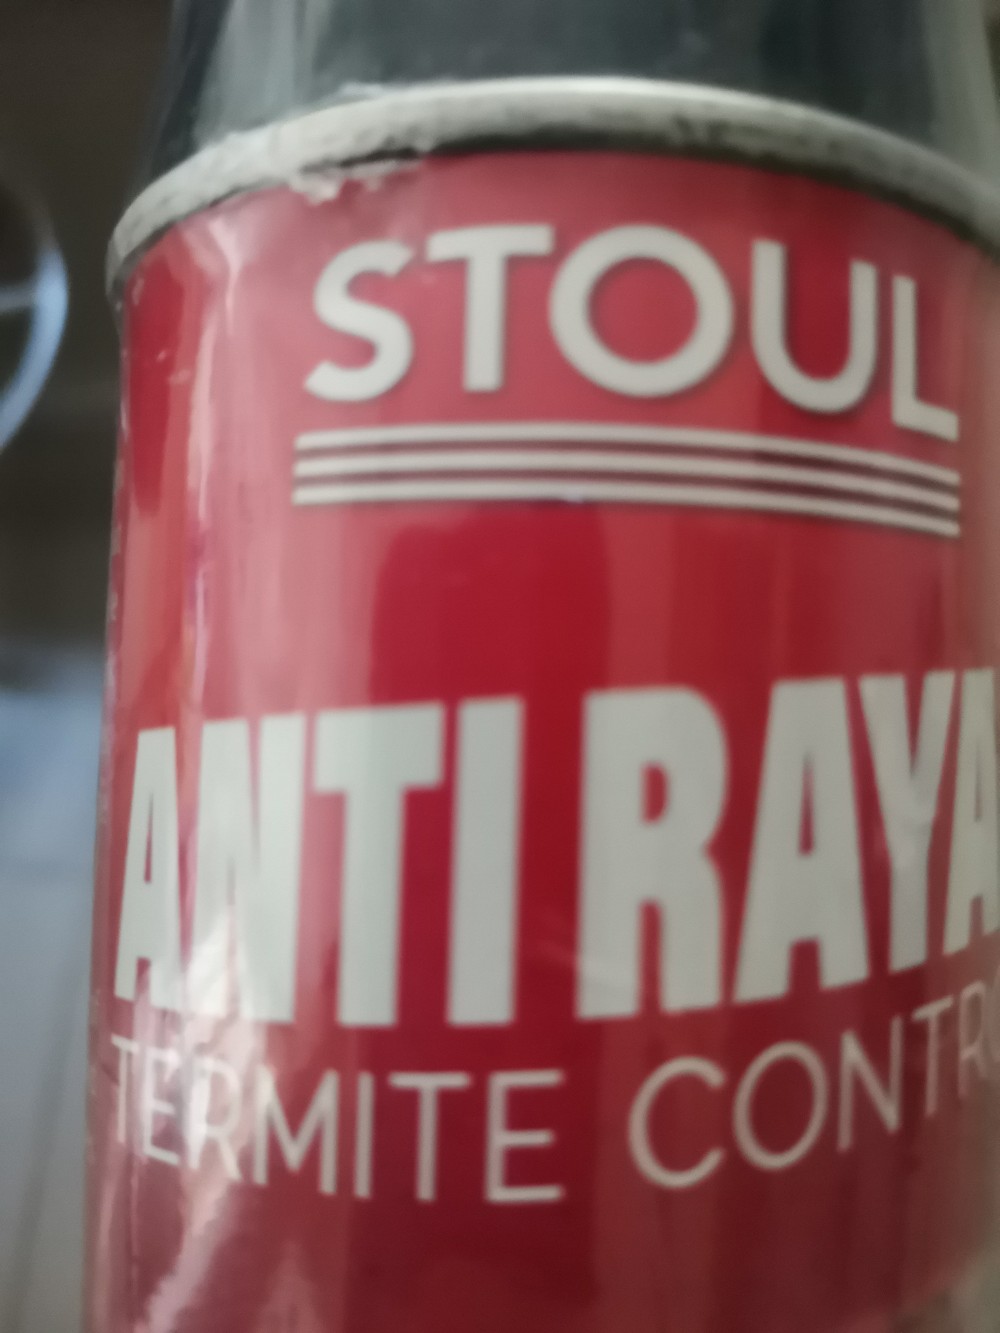 STOUL
ANTI RAYA
TERMITE CONTR